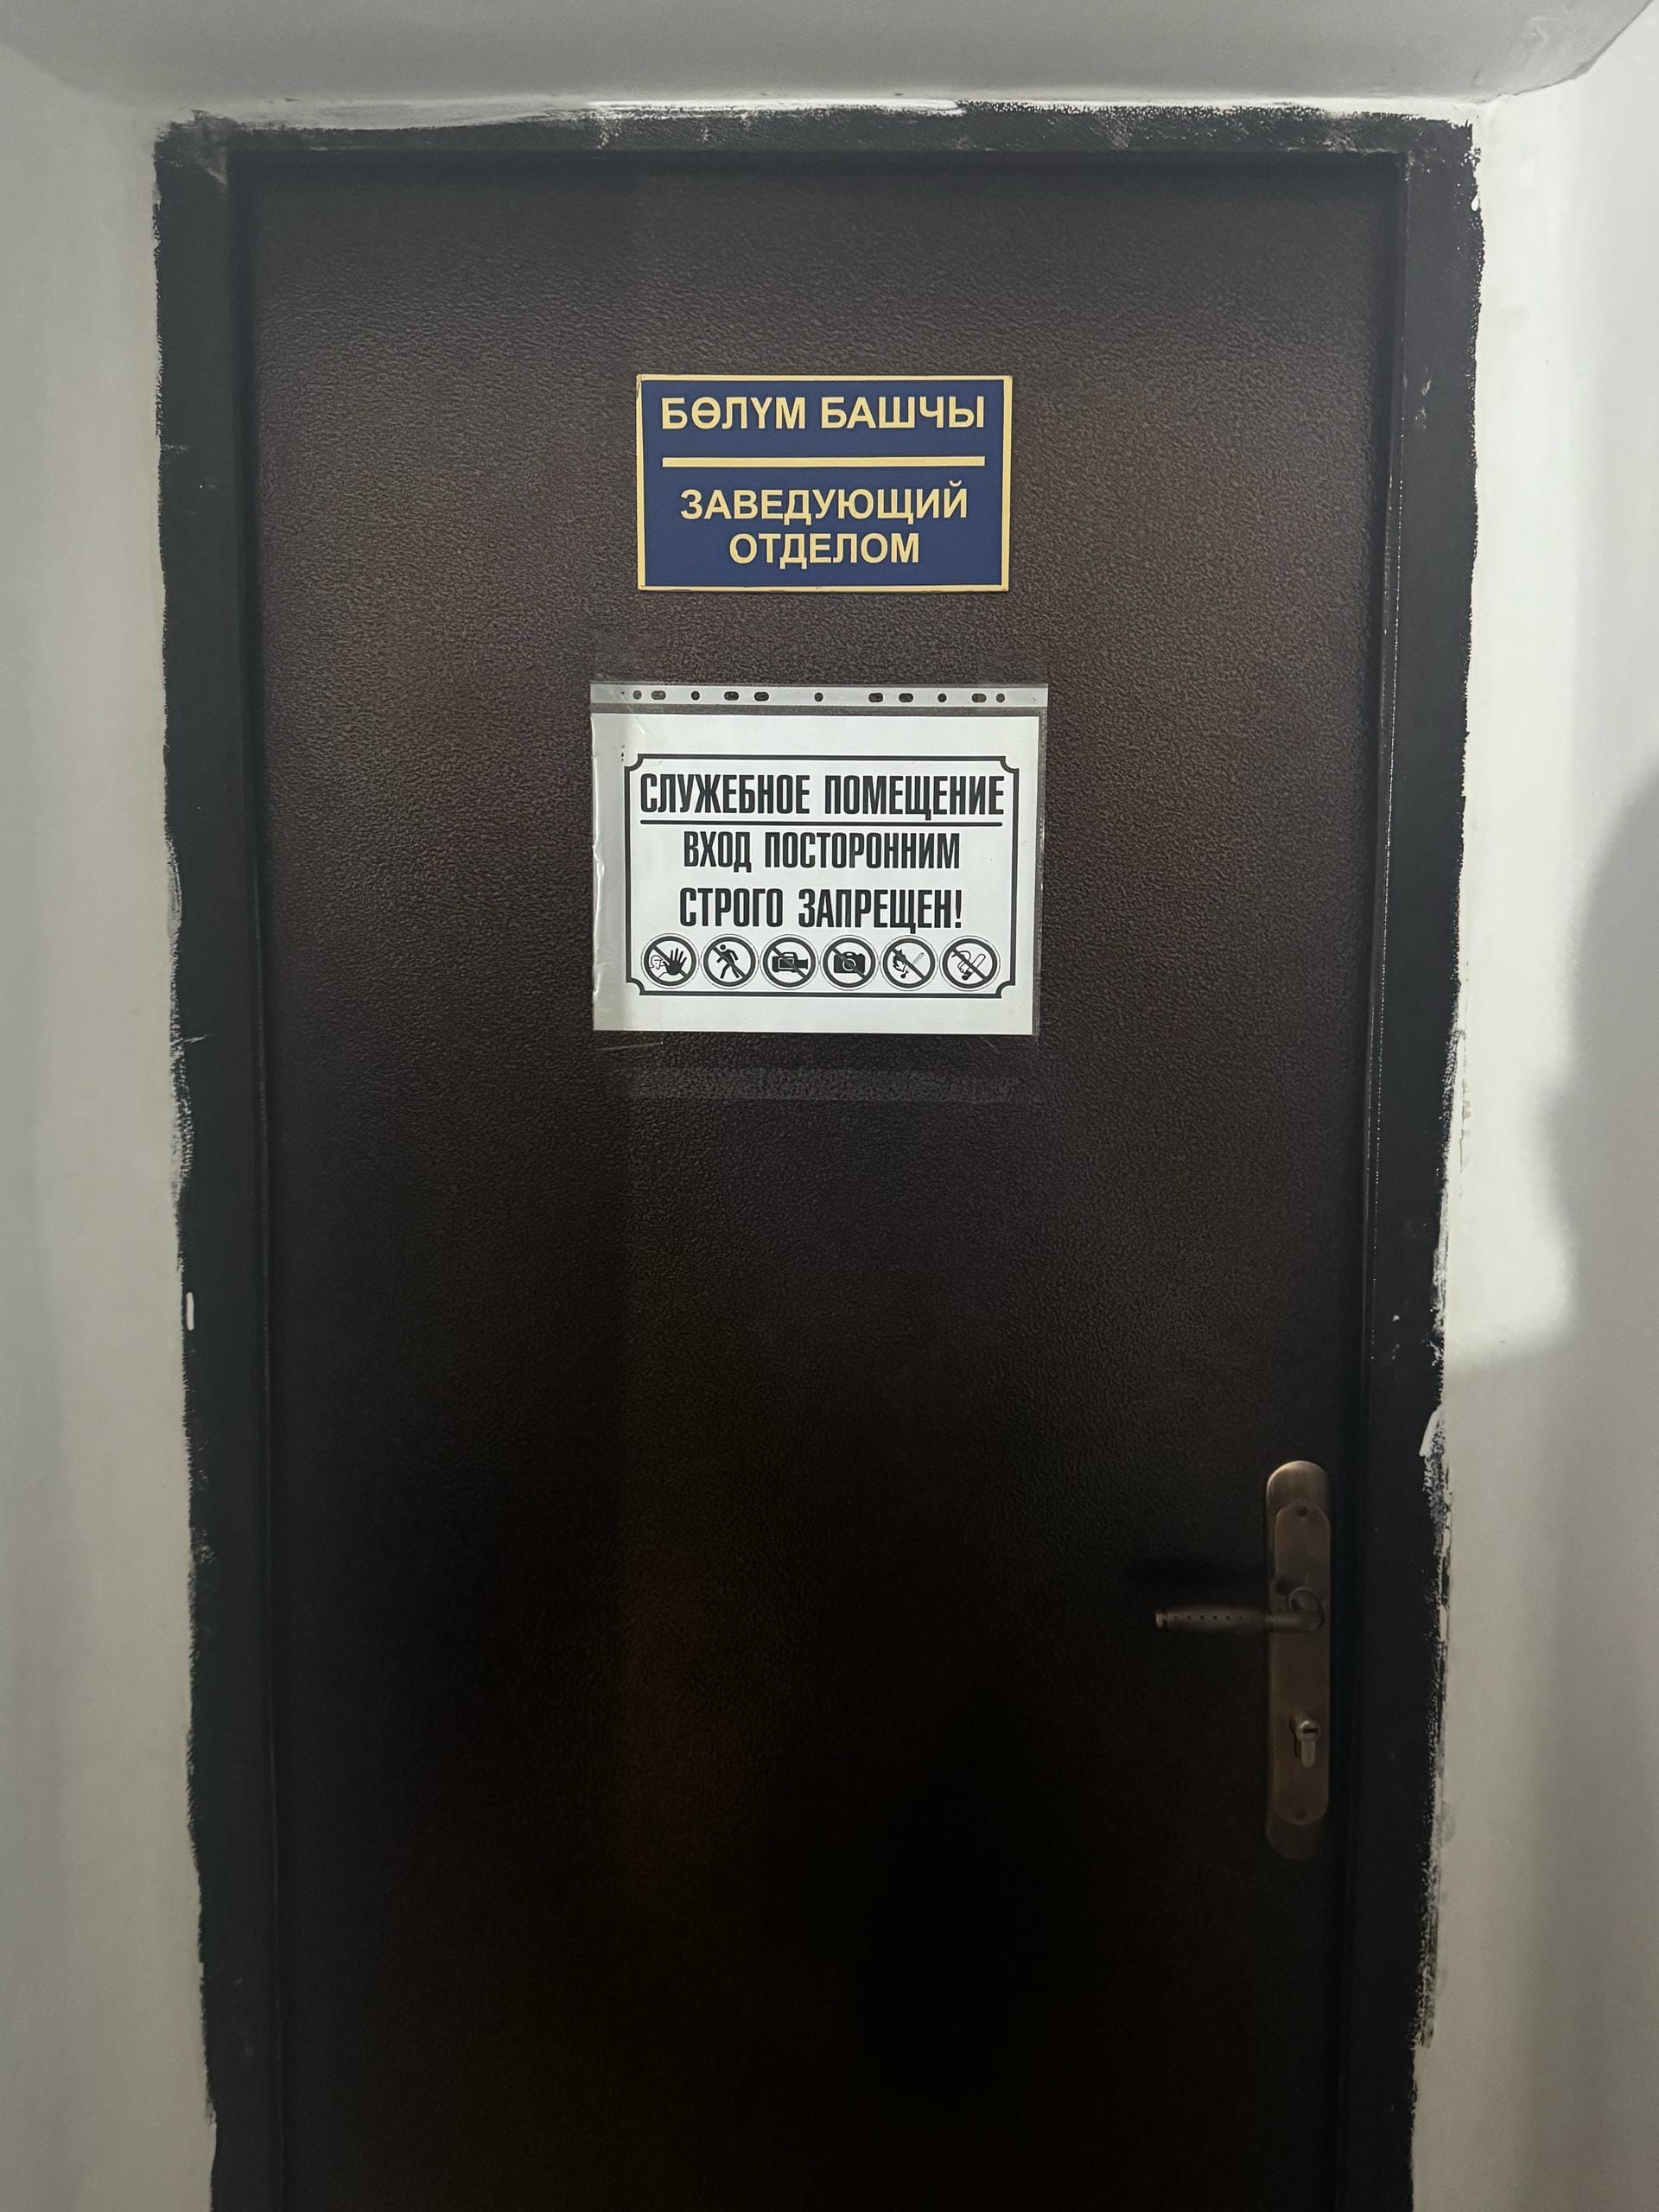 БӨЛҮМ БАШЧЫ
ЗАВЕДУЮЩИЙ
ОТДЕЛОМ
СЛУЖЕБНОЕ ПОМЕЩЕНИЕ
ВХОД ПОСТОРОННИМ
СТРОГО ЗАПРЕЩЕН!